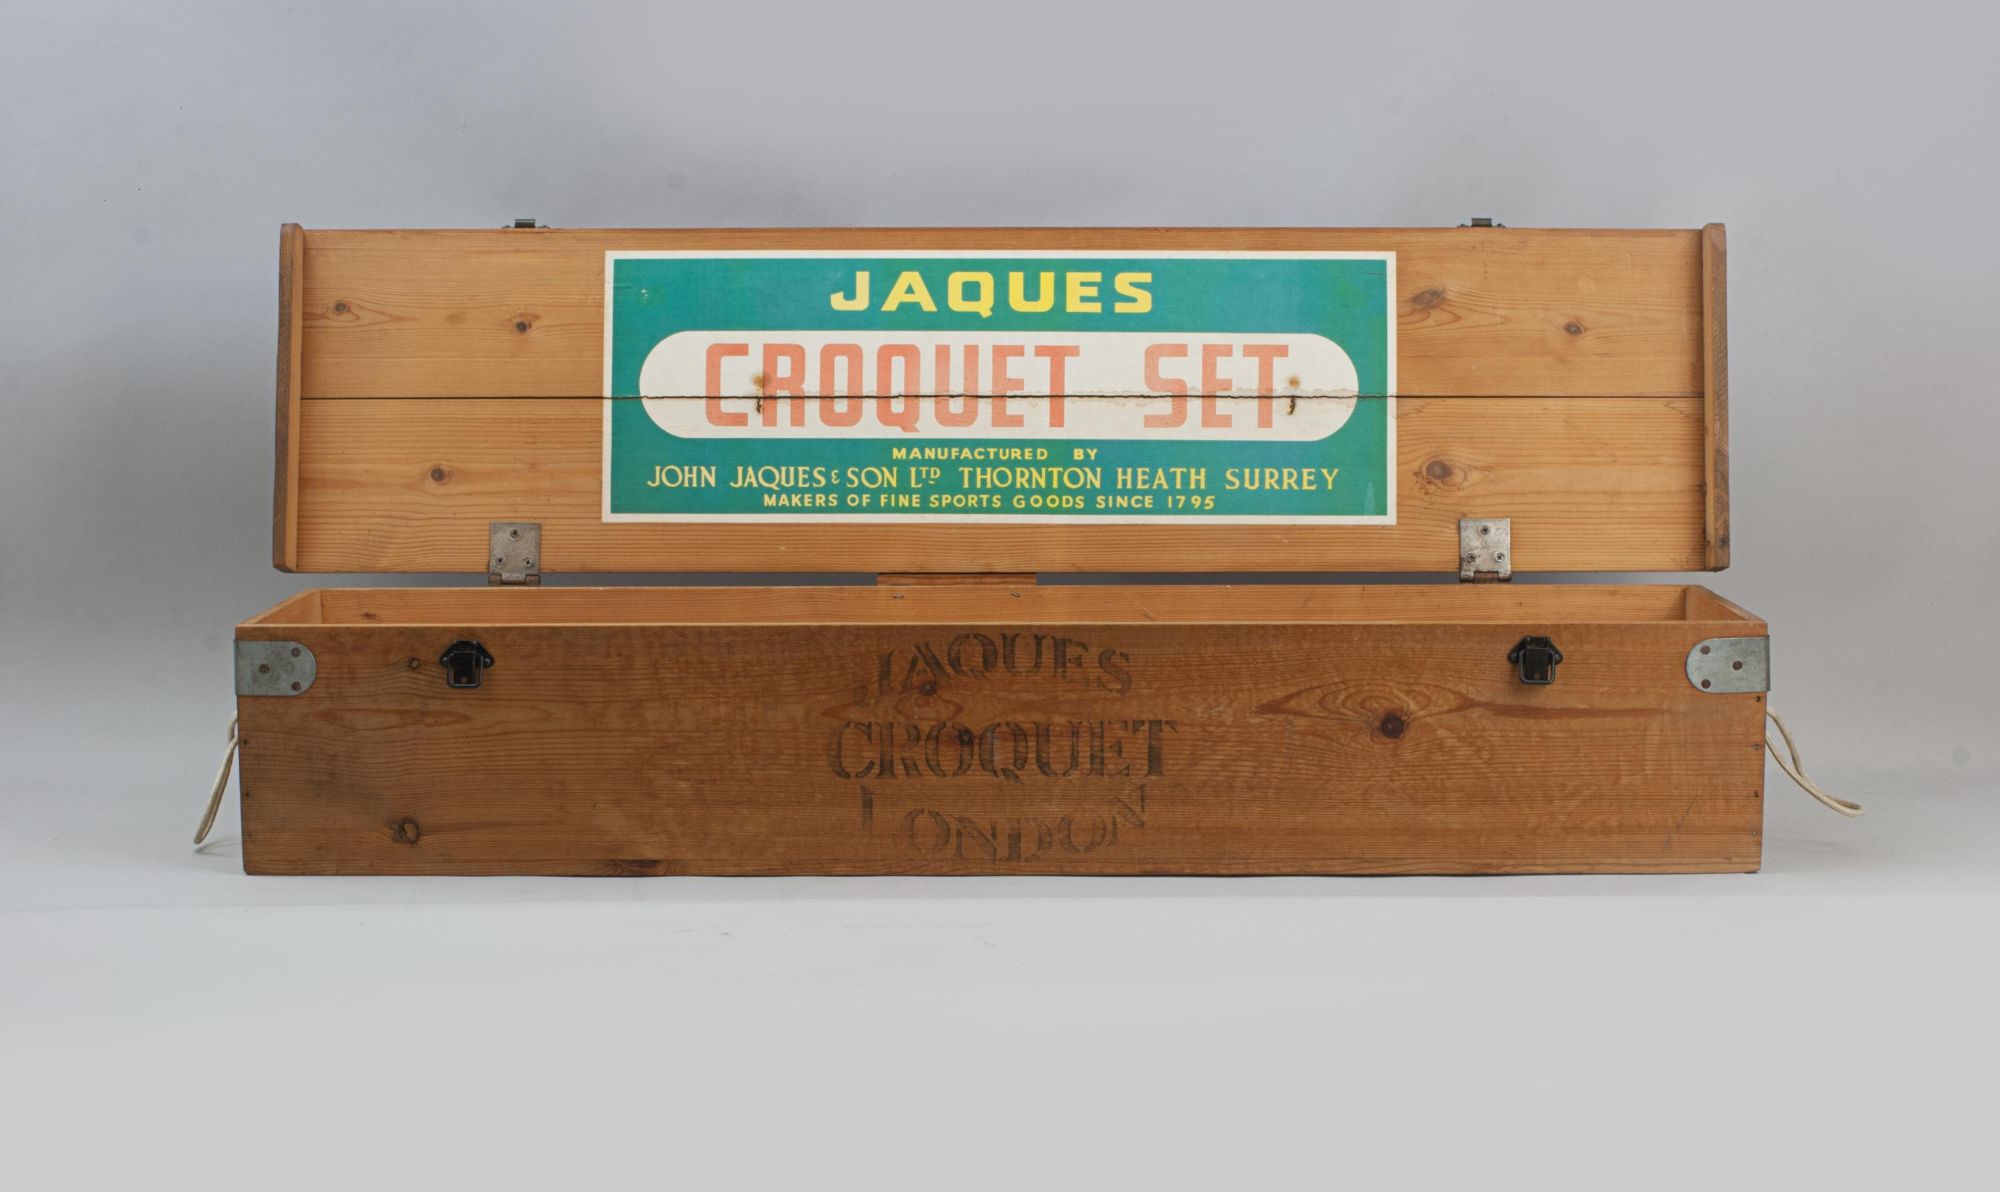 JAQUES
CROQUET SET
MANUFACTURED BY
JOHN JAQUES & SON LTD THORNTON HEATH SURREY
MAKERS OF FINE SPORTS GOODS SINCE 1795
JAQUES
CROQUET
LONDON